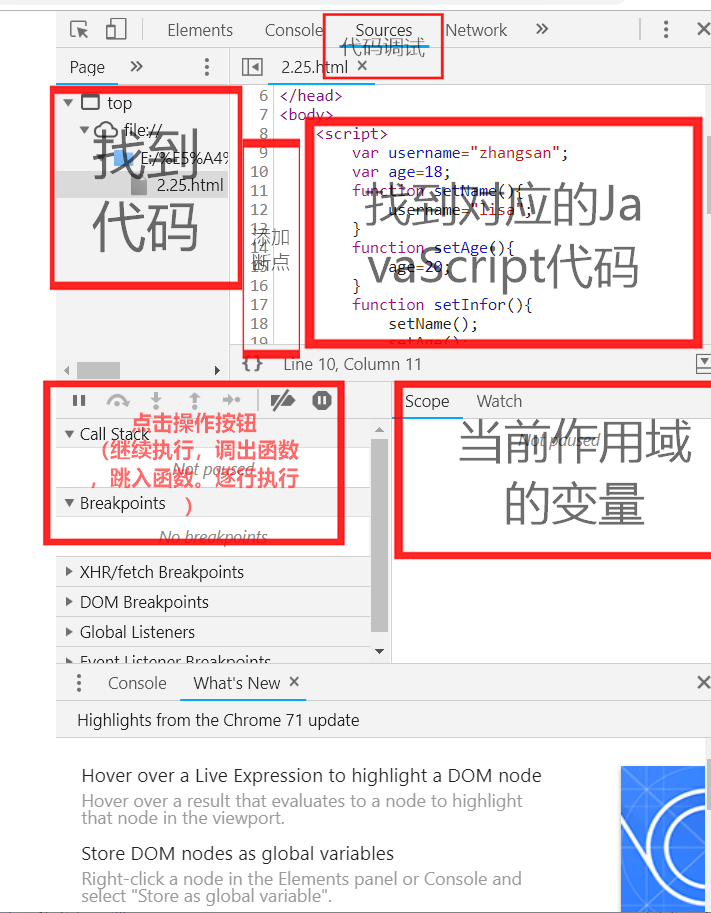 Elements Console Sources Network »
代码调试
Page »
2.25.html ×
top
file://
E:/%E5%A4%
2.25.html
找到
代码
6 </head>
7 <body>
8 <script>
9 var username="zhangsan";
10 var age=18;
11 function setName(){
12 username="lisa";
13 }
14 function setAge(){
15 age=20;
16 }
17 function setInfor(){
18 setName();
19 setAge();
添加
断点
找到对应的Ja
vaScript代码
{} Line 10, Column 11
点击操作按钮
（继续执行，调出函数
，跳入函数。逐行执行
）
Call Stack
Not paused
Breakpoints
No breakpoints
XHR/fetch Breakpoints
DOM Breakpoints
Global Listeners
Event Listener Breakpoints
Scope Watch
Not paused
当前作用域
的变量
Console What's New ×
Highlights from the Chrome 71 update
Hover over a Live Expression to highlight a DOM node
Hover over a result that evaluates to a node to highlight
that node in the viewport.
Store DOM nodes as global variables
Right-click a node in the Elements panel or Console and
select "Store as global variable".